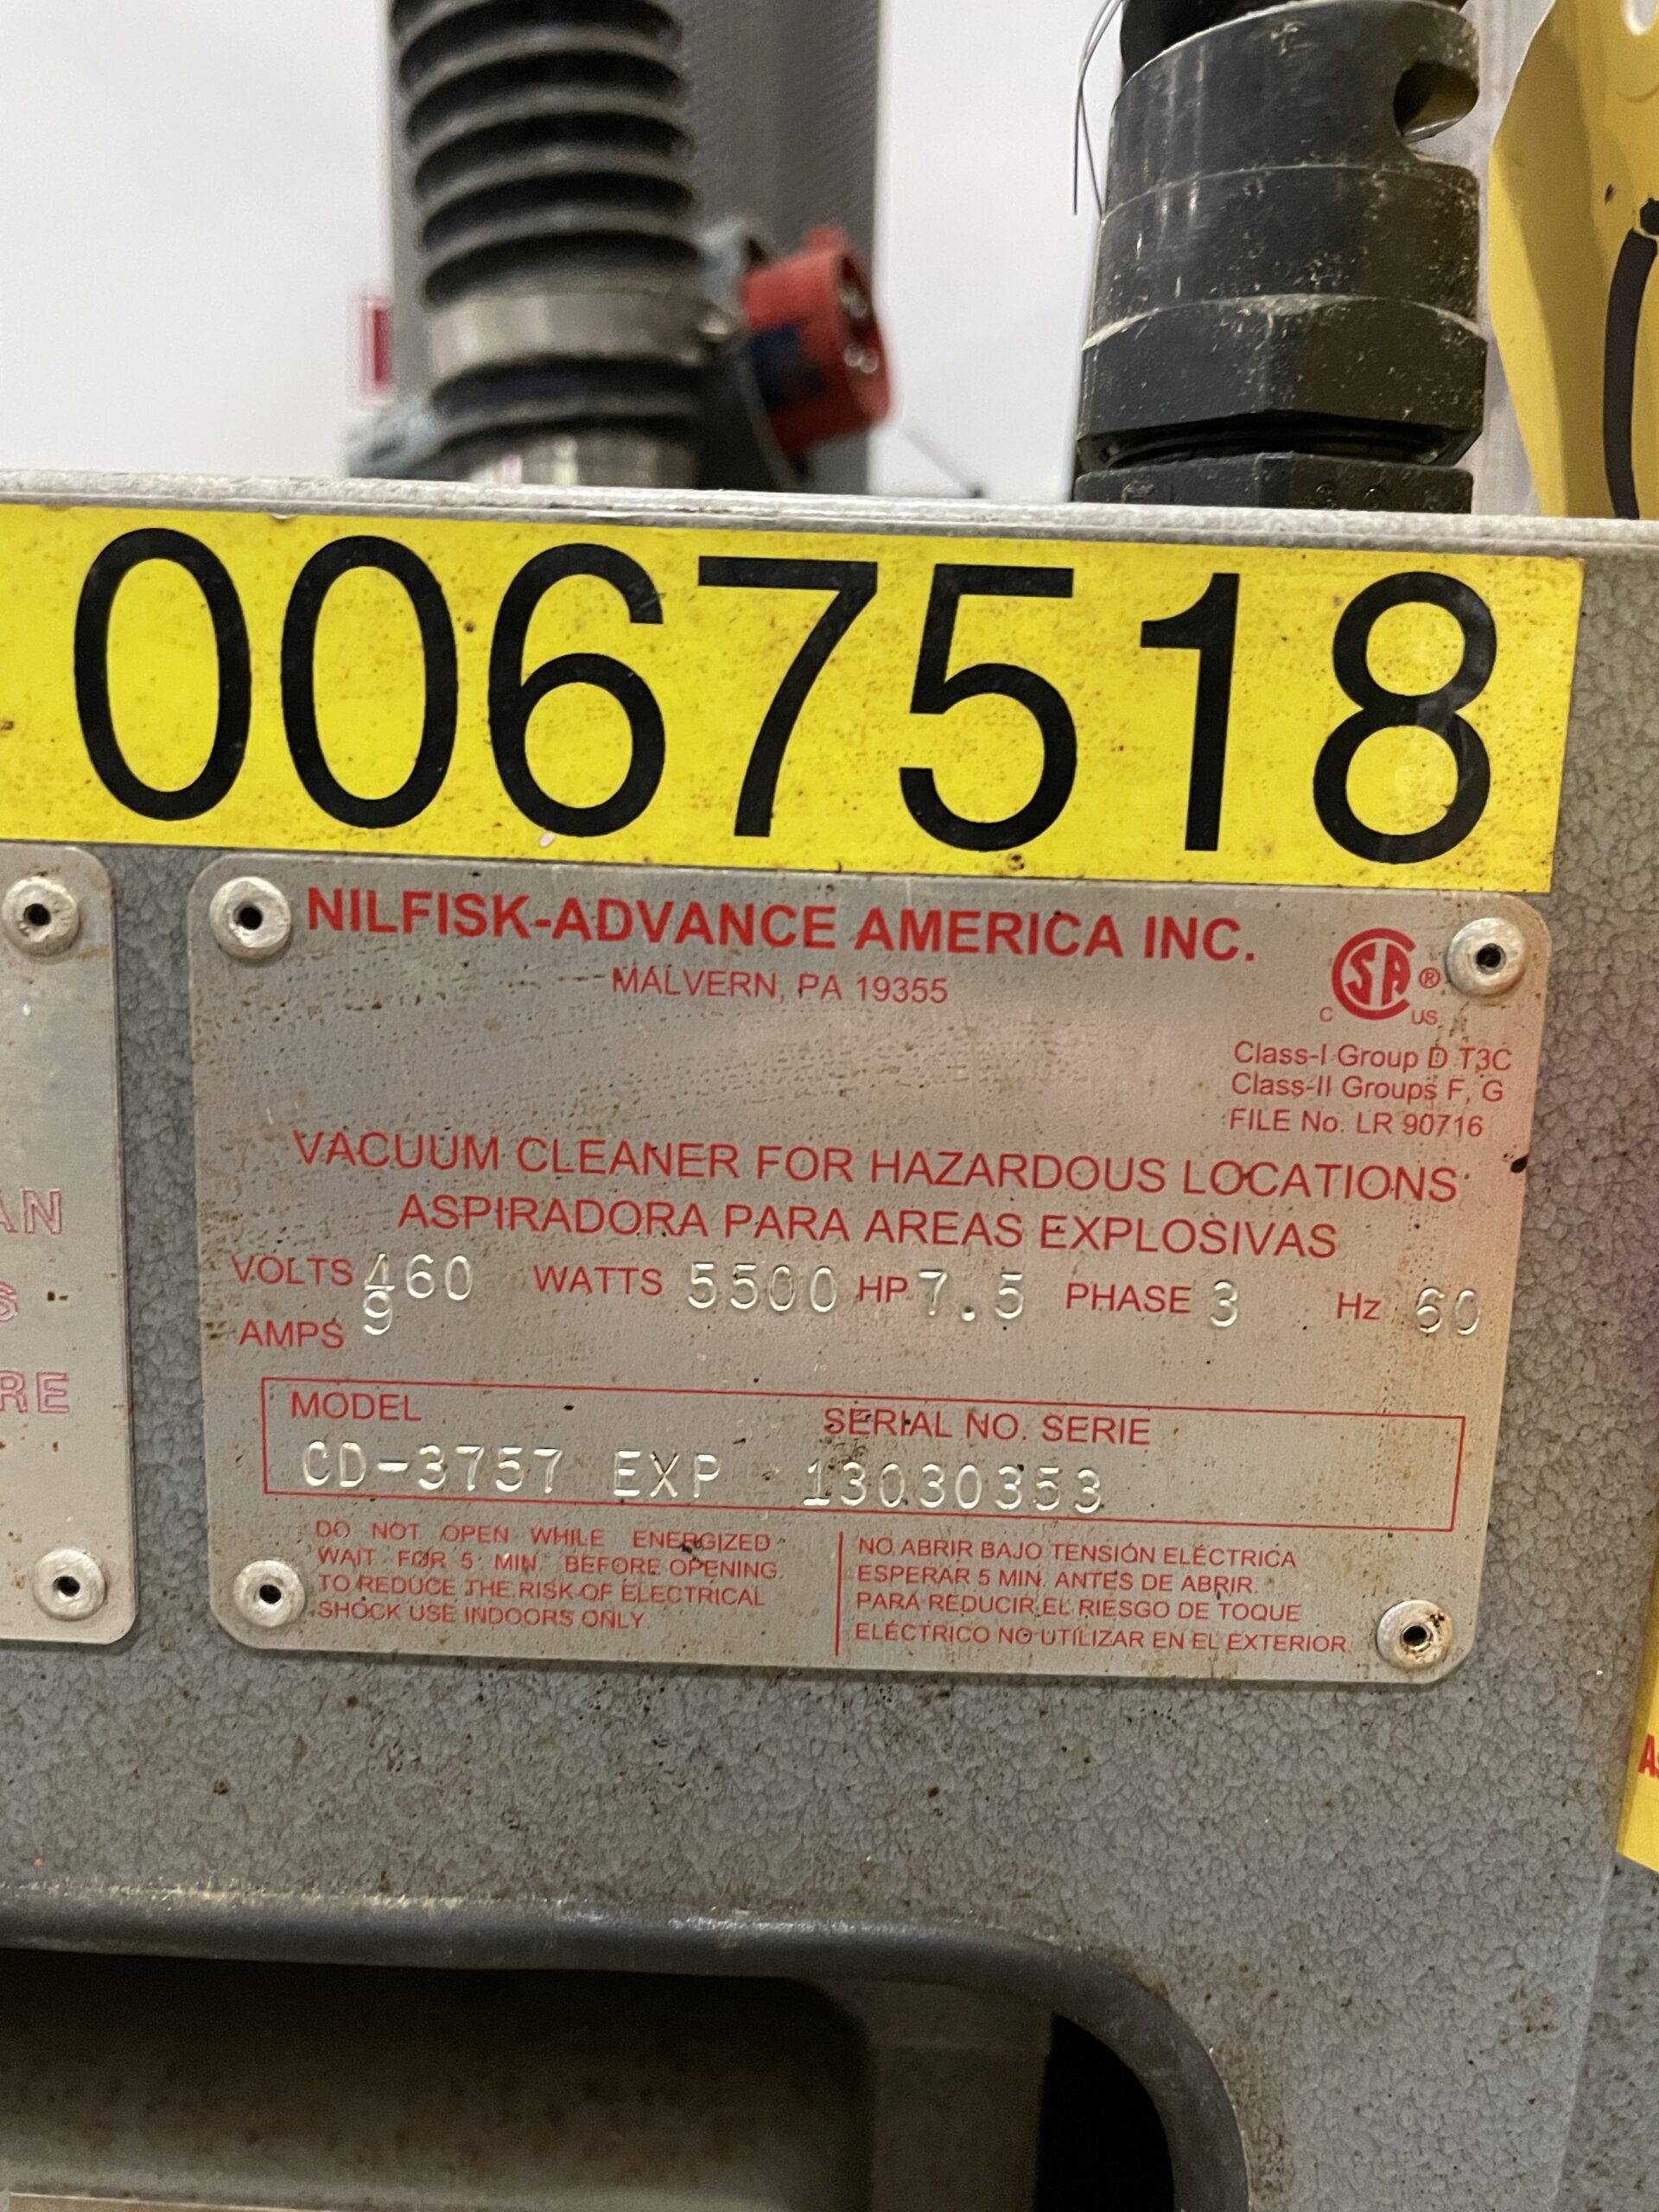 0067518
NILFISK-ADVANCE AMERICA INC.
MALVERN, PA 19355
CSA®
C US
Class-I Group D T3C
Class-II Groups F, G
FILE No. LR 90716
VACUUM CLEANER FOR HAZARDOUS LOCATIONS
ASPIRADORA PARA AREAS EXPLOSIVAS
VOLTS 460 WATTS 5500 HP 7.5 PHASE 3 Hz 60
AMPS 9
MODEL SERIAL NO. SERIE
CD-3757 EXP 13030353
DO NOT OPEN WHILE ENERGIZED
WAIT FOR 5 MIN. BEFORE OPENING.
TO REDUCE THE RISK OF ELECTRICAL
SHOCK USE INDOORS ONLY
NO ABRIR BAJO TENSIÓN ELÉCTRICA
ESPERAR 5 MIN. ANTES DE ABRIR.
PARA REDUCIR EL RIESGO DE TOQUE
ELÉCTRICO NO UTILIZAR EN EL EXTERIOR